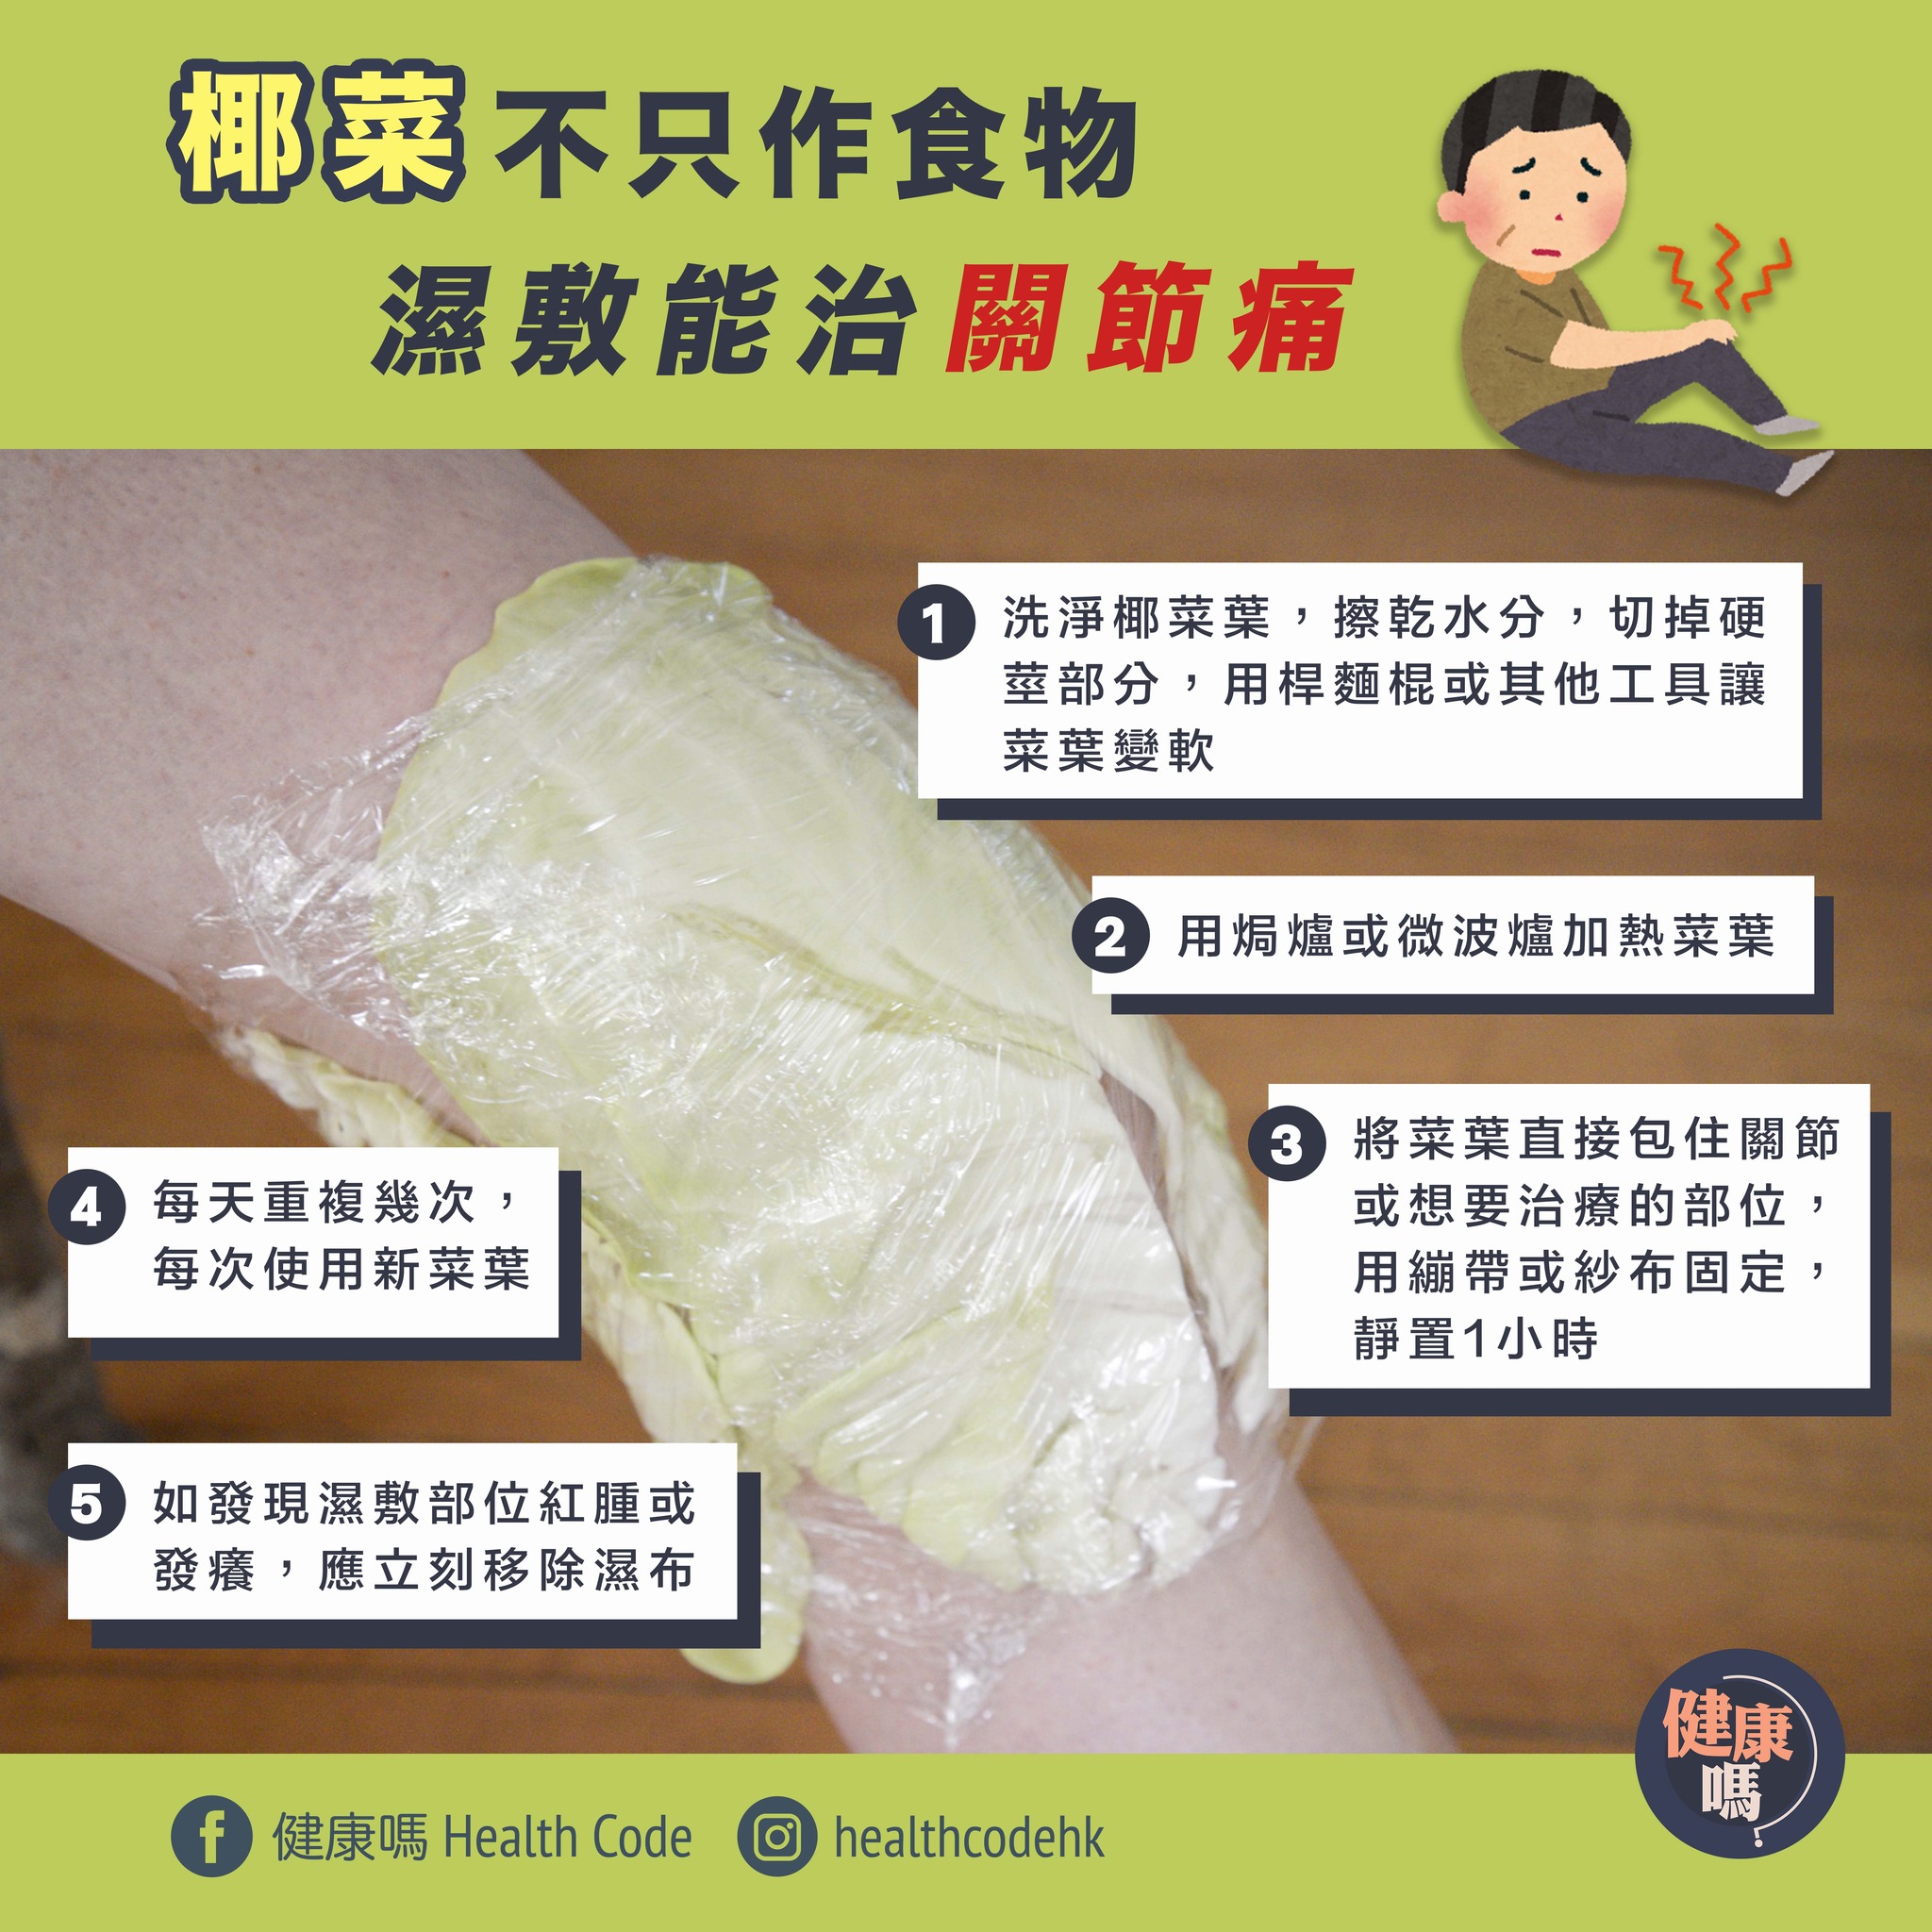 椰菜不只作食物
濕敷能治關節痛
1 洗淨椰菜葉，擦乾水分，切掉硬
莖部分，用桿麵棍或其他工具讓
菜葉變軟
2 用焗爐或微波爐加熱菜葉
3 將菜葉直接包住關節
或想要治療的部位，
用繃帶或紗布固定，
靜置1小時
4 每天重複幾次，
每次使用新菜葉
5 如發現濕敷部位紅腫或
發癢，應立刻移除濕布
健康
嗎
健康嗎 Health Code
healthcodehk